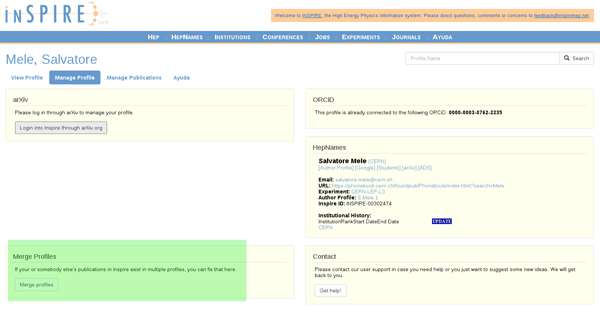 inSPIRE HEP
Welcome to INSPIRE, the High Energy Physics information system. Please direct questions, comments or concerns to feedback@inspirehep.net.
HEP :: HEPNAMES :: INSTITUTIONS :: CONFERENCES :: JOBS :: EXPERIMENTS :: JOURNALS :: AYUDA
Mele, Salvatore
Profile Name
Search
View Profile
Manage Profile
Manage Publications
Ayuda
arXiv
Please log in through arXiv to manage your profile.
Login into Inspire through arXiv.org
ORCID
This profile is already connected to the following ORCID: 0000-0003-0762-2235
HepNames
Salvatore Mele (CERN)
[Author Profile] [Google] [Students] [arXiv] [ADS]
Email: salvatore.mele@cern.ch
URL: https://phonebook.cern.ch/foundpub/Phonebook/index.html?search=Mele
Experiment: CERN-LEP-L3
Author Profile: S.Mele.1
Inspire ID: INSPIRE-00302474
Institutional History:
InstitutionRankStart DateEnd Date
UPDATE
CERN
Merge Profiles
If your or somebody else's publications in Inspire exist in multiple profiles, you can fix that here.
Merge profiles
Contact
Please contact our user support in case you need help or you just want to suggest some new ideas. We will get
back to you.
Get help!